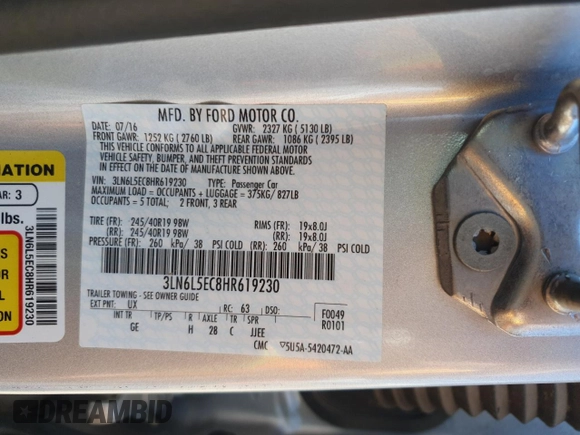 MFD. BY FORD MOTOR CO.
DATE: 07/16 GVWR: 2327 KG ( 5130 LB)
FRONT GAWR: 1252 KG ( 2760 LB) REAR GAWR: 1086 KG ( 2395 LB)
THIS VEHICLE CONFORMS TO ALL APPLICABLE FEDERAL MOTOR
VEHICLE SAFETY, BUMPER, AND THEFT PREVENTION STANDARDS
IN EFFECT ON THE DATE OF MANUFACTURE SHOWN ABOVE.
VIN: 3LN6L5EC8HR619230 TYPE: Passenger Car
MAXIMUM LOAD = OCCUPANTS + LUGGAGE = 375KG/ 827LB
OCCUPANTS = 5 TOTAL: 2 FRONT, 3 REAR
TIRE (FR): 245/40R19 98W RIMS (FR): 19x8.0J
(RR): 245/40R19 98W (RR): 19x8.0J
PRESSURE (FR): 260 kPa/ 38 PSI COLD (RR): 260 kPa/ 38 PSI COLD
3LN6L5EC8HR619230
TRAILER TOWING - SEE OWNER GUIDE
EXT PNT: UX RC: 63 DSO: F0049
INT TR TP/PS R AXLE TR SPR R0101
GE H 28 C JJEE
CMC ▽5U5A-5420472-AA
MATION
AR: 3
lbs.
3LN6L5EC8HR619230
S
OR
AL
OR
DREAMBID